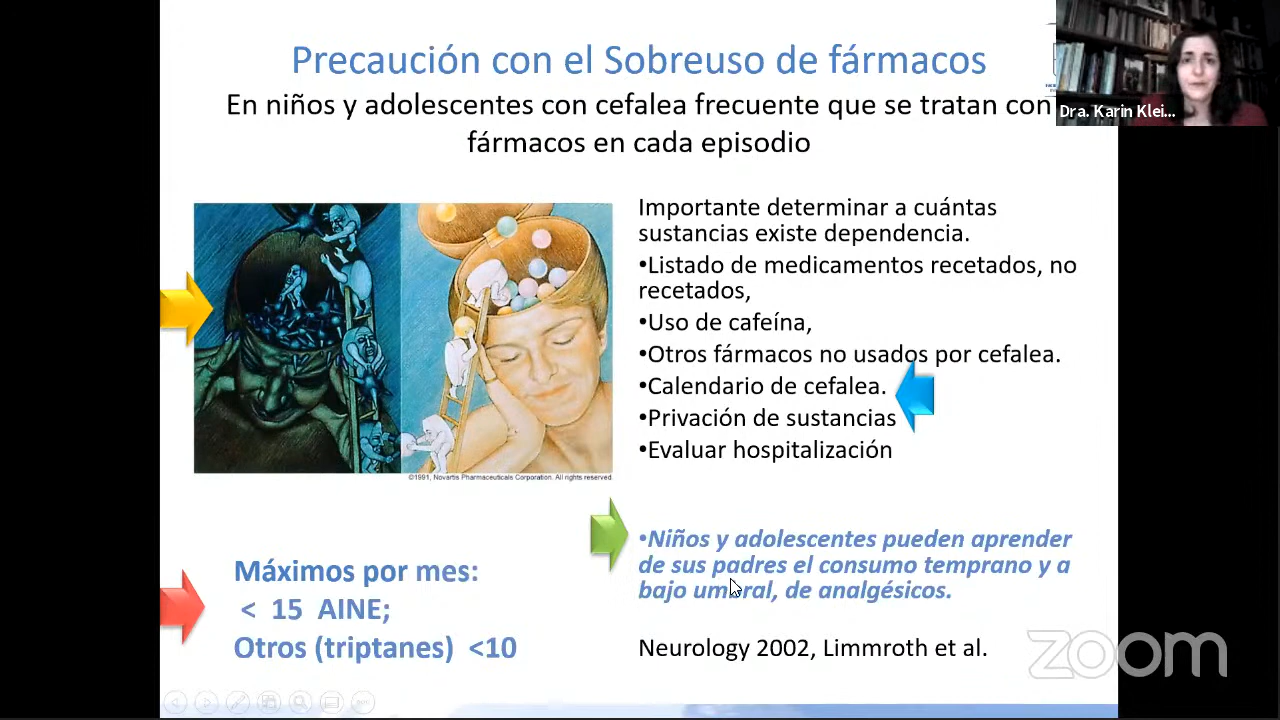 Precaución con el Sobreuso de fármacos
En niños y adolescentes con cefalea frecuente que se tratan con
fármacos en cada episodio
Dra. Karin Klei...
Importante determinar a cuántas
sustancias existe dependencia.
•Listado de medicamentos recetados, no
recetados,
•Uso de cafeína,
•Otros fármacos no usados por cefalea.
•Calendario de cefalea.
•Privación de sustancias
•Evaluar hospitalización
©1991, Novartis Pharmaceuticals Corporation. All rights reserved.
•Niños y adolescentes pueden aprender
de sus padres el consumo temprano y a
bajo umbral, de analgésicos.
Máximos por mes:
< 15 AINE;
Otros (triptanes) <10
Neurology 2002, Limmroth et al.
zoom